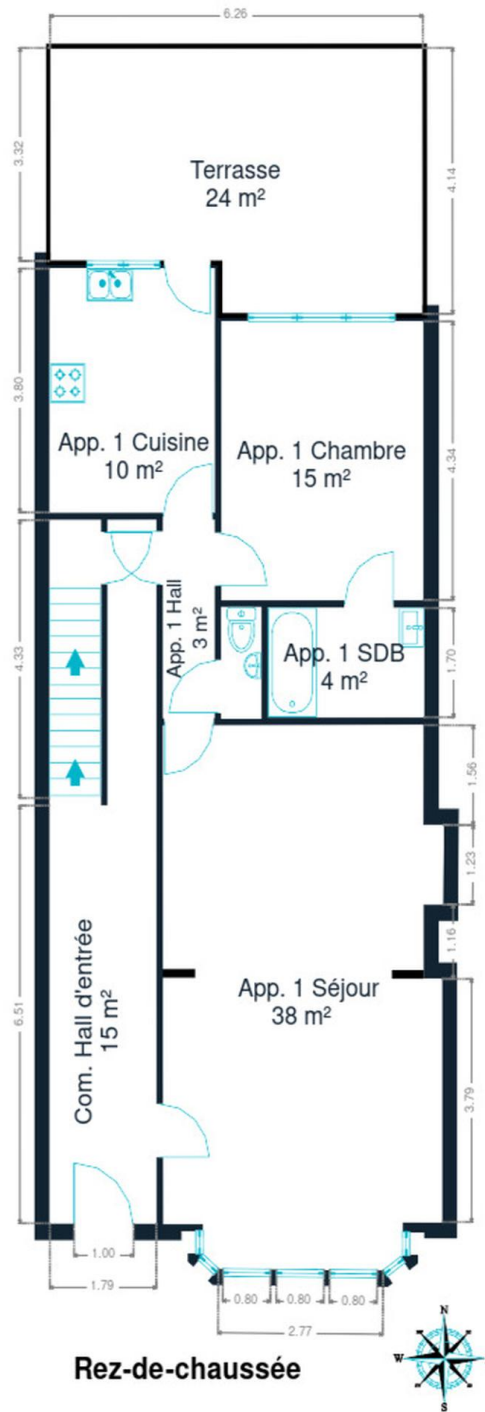 6.26
3.32
Terrasse
24 m²
4.14
3.80
App. 1 Cuisine
10 m²
App. 1 Chambre
15 m²
4.34
4.33
App. 1 Hall
3 m²
App. 1 SDB
4 m²
1.70
1.56
1.23
1.16
6.51
Com. Hall d'entrée
15 m²
App. 1 Séjour
38 m²
3.79
1.00
1.79
0.80
0.80
0.80
2.77
Rez-de-chaussée
N
W
E
S